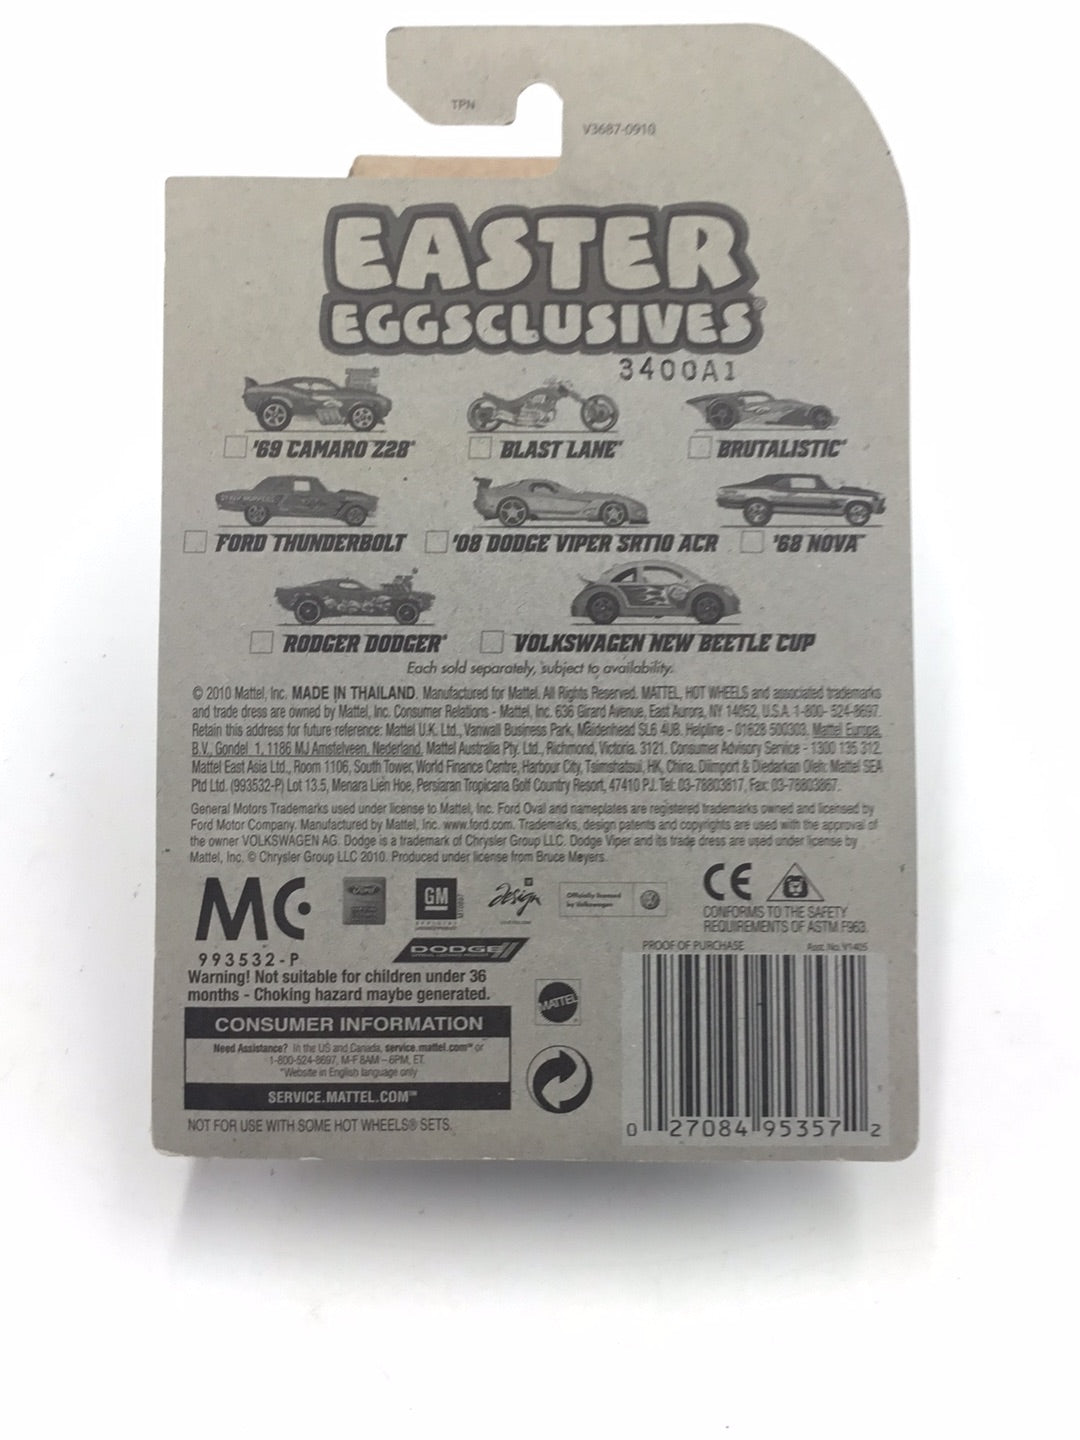 TPN
V3687-0910
EASTER
EGGSCLUSIVES®
3400A1
'69 CAMARO Z28®
BLAST LANE™
BRUTALISTIC™
FORD THUNDERBOLT
'08 DODGE VIPER SRT10 ACR
'68 NOVA™
RODGER DODGER™
VOLKSWAGEN NEW BEETLE CUP
Each sold separately, subject to availability.
© 2010 Mattel, Inc. MADE IN THAILAND. Manufactured for Mattel. All Rights Reserved. MATTEL, HOT WHEELS and associated trademarks
and trade dress are owned by Mattel, Inc. Consumer Relations - Mattel, Inc. 636 Girard Avenue, East Aurora, NY 14052, U.S.A. 1-800- 524-8697.
Retain this address for future reference: Mattel U.K. Ltd., Vanwall Business Park, Maidenhead SL6 4UB. Helpline - 01628 500303. Mattel Europa,
B.V., Gondel 1, 1186 MJ Amstelveen, Nederland. Mattel Australia Pty. Ltd., Richmond, Victoria. 3121. Consumer Advisory Service - 1300 135 312.
Mattel East Asia Ltd., Room 1106, South Tower, World Finance Centre, Harbour City, Tsimshatsui, HK, China. Diimport & Diedarkan Oleh: Mattel SEA
Ptd Ltd. (993532-P) Lot 13.5, Menara Lien Hoe, Persiaran Tropicana Golf Country Resort, 47410 PJ. Tel: 03-78803817, Fax: 03-78803867.
General Motors Trademarks used under license to Mattel, Inc. Ford Oval and nameplates are registered trademarks owned and licensed by
Ford Motor Company. Manufactured by Mattel, Inc. www.ford.com. Trademarks, design patents and copyrights are used with the approval of
the owner VOLKSWAGEN AG. Dodge is a trademark of Chrysler Group LLC. Dodge Viper and its trade dress are used under license by
Mattel, Inc. © Chrysler Group LLC 2010. Produced under license from Bruce Meyers.
MC
993532-P
Ford
GM
Design
Officially licensed
by Volkswagen
DODGE
CE
CONFORMS TO THE SAFETY
REQUIREMENTS OF ASTM F963.
PROOF OF PURCHASE
Asst. No. V1405
Warning! Not suitable for children under 36
months - Choking hazard maybe generated.
CONSUMER INFORMATION
Need Assistance? In the US and Canada, service.mattel.com™ or
1-800-524-8697, M-F 8AM – 6PM, ET.
*Website in English language only
SERVICE.MATTEL.COM™
MATTEL
NOT FOR USE WITH SOME HOT WHEELS® SETS.
0 27084 95357 2